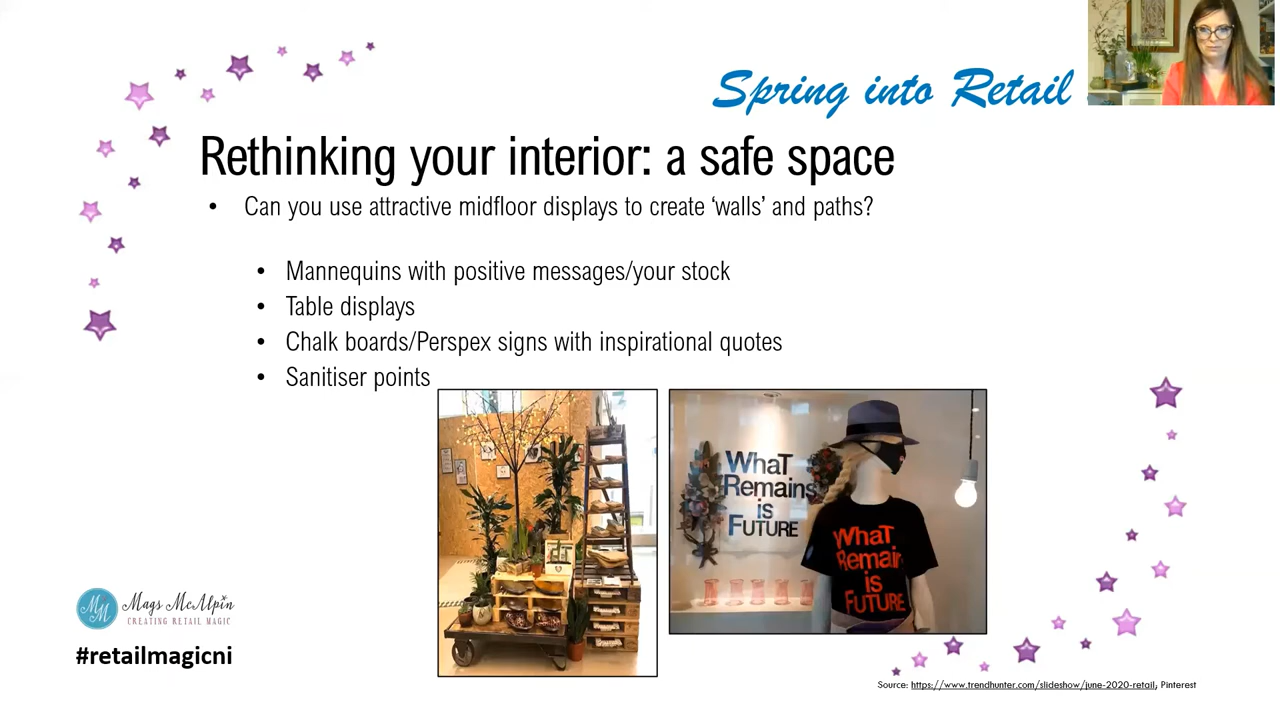 Spring into Retail
Rethinking your interior: a safe space
• Can you use attractive midfloor displays to create ‘walls’ and paths?
• Mannequins with positive messages/your stock
• Table displays
• Chalk boards/Perspex signs with inspirational quotes
• Sanitiser points
WhaT
Remains
is
FuTURE
WhaT
Remain
is
FuTURE
MM
Mags McAlpin
CREATING RETAIL MAGIC
#retailmagicni
Source: https://www.trendhunter.com/slideshow/june-2020-retail, Pinterest